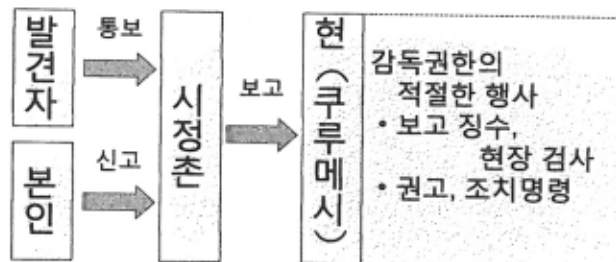 발견자
통보
본인
신고
시정촌
보고
현(쿠루메시)
감독권한의
적절한 행사
• 보고 징수,
현장 검사
• 권고, 조치명령